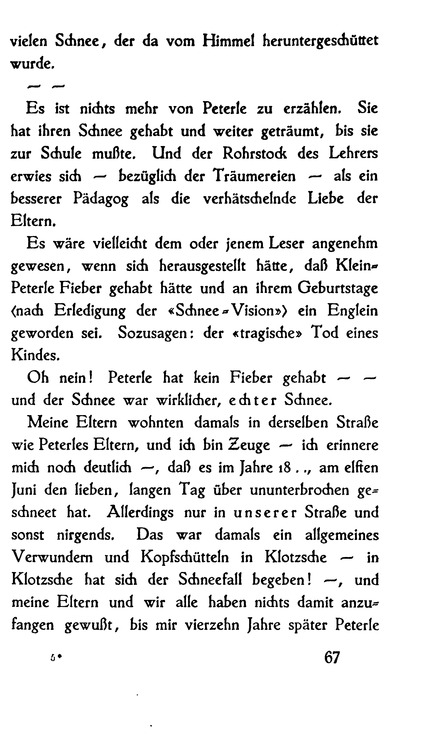 vielen Schnee, der da vom Himmel heruntergeschüttet
wurde.
— —
Es ist nichts mehr von Peterle zu erzählen. Sie
hat ihren Schnee gehabt und weiter geträumt, bis sie
zur Schule mußte. Und der Rohrstock des Lehrers
erwies sich — bezüglich der Träumereien — als ein
besserer Pädagog als die verhätschelnde Liebe der
Eltern.
Es wäre vielleicht dem oder jenem Leser angenehm
gewesen, wenn sich herausgestellt hätte, daß Klein-
Peterle Fieber gehabt hätte und an ihrem Geburtstage
(nach Erledigung der «Schnee-Vision») ein Englein
geworden sei. Sozusagen: der «tragische» Tod eines
Kindes.
Oh nein! Peterle hat kein Fieber gehabt — —
und der Schnee war wirklicher, echter Schnee.
Meine Eltern wohnten damals in derselben Straße
wie Peterles Eltern, und ich bin Zeuge — ich erinnere
mich noch deutlich —, daß es im Jahre 18 . ., am elften
Juni den lieben, langen Tag über ununterbrochen ge-
schneet hat. Allerdings nur in unserer Straße und
sonst nirgends. Das war damals ein allgemeines
Verwundern und Kopfschütteln in Klotzsche — in
Klotzsche hat sich der Schneefall begeben! —, und
meine Eltern und wir alle haben nichts damit anzu-
fangen gewußt, bis mir vierzehn Jahre später Peterle
5* 67